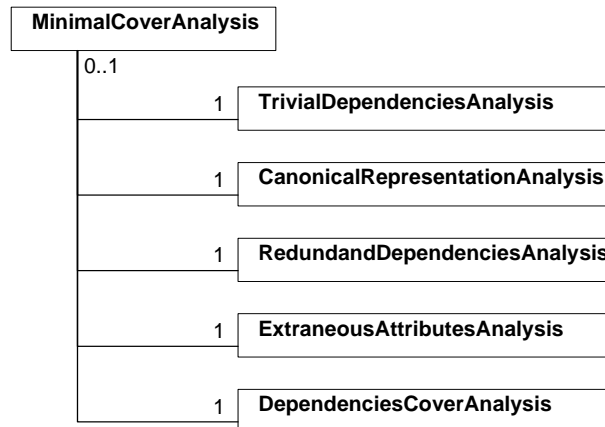 MinimalCoverAnalysis
0..1
1 TrivialDependenciesAnalysis
1 CanonicalRepresentationAnalysis
1 RedundandDependenciesAnalysis
1 ExtraneousAttributesAnalysis
1 DependenciesCoverAnalysis